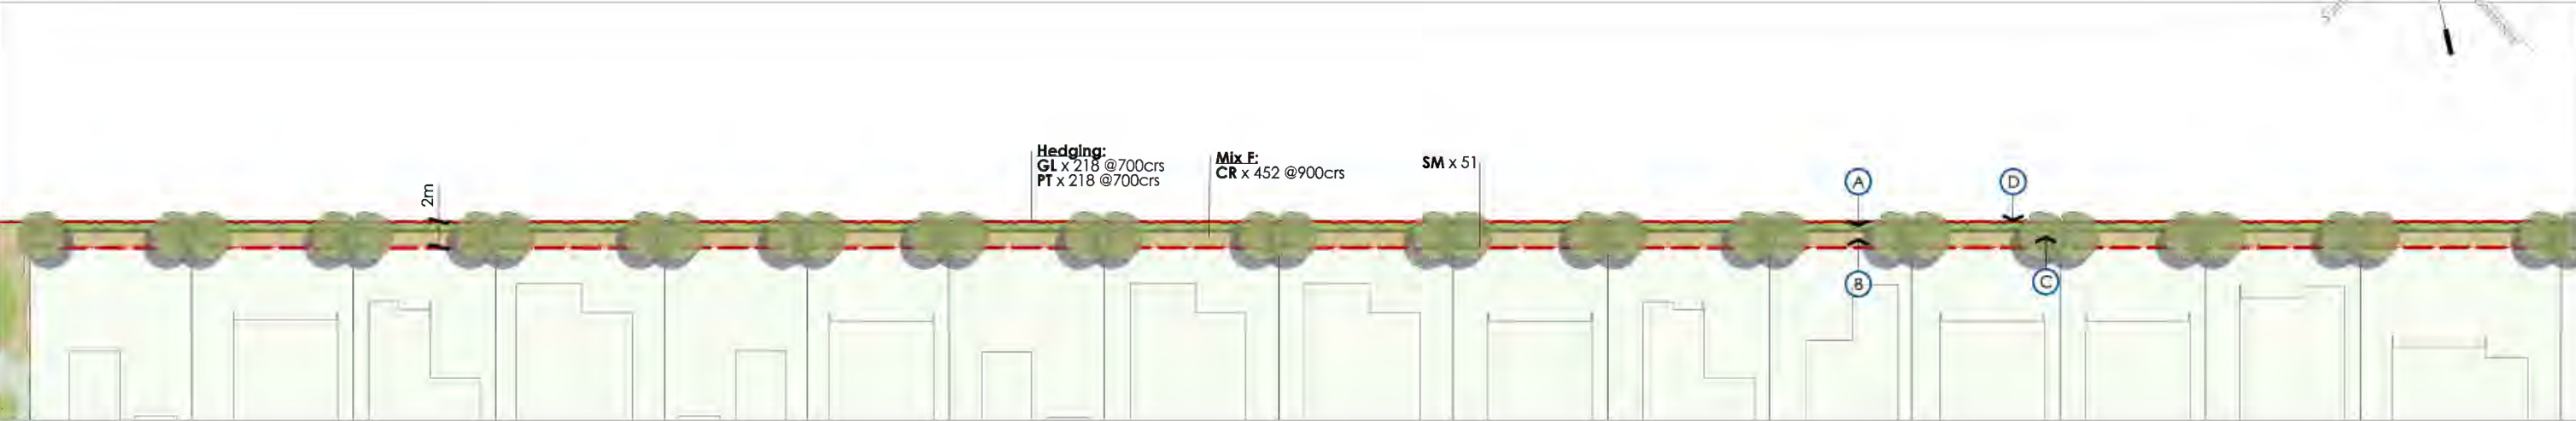 Hedging:
GL x 218 @700crs
PT x 218 @700crs
Mix F:
CR x 452 @900crs
SM x 51
2m
A
D
B
C